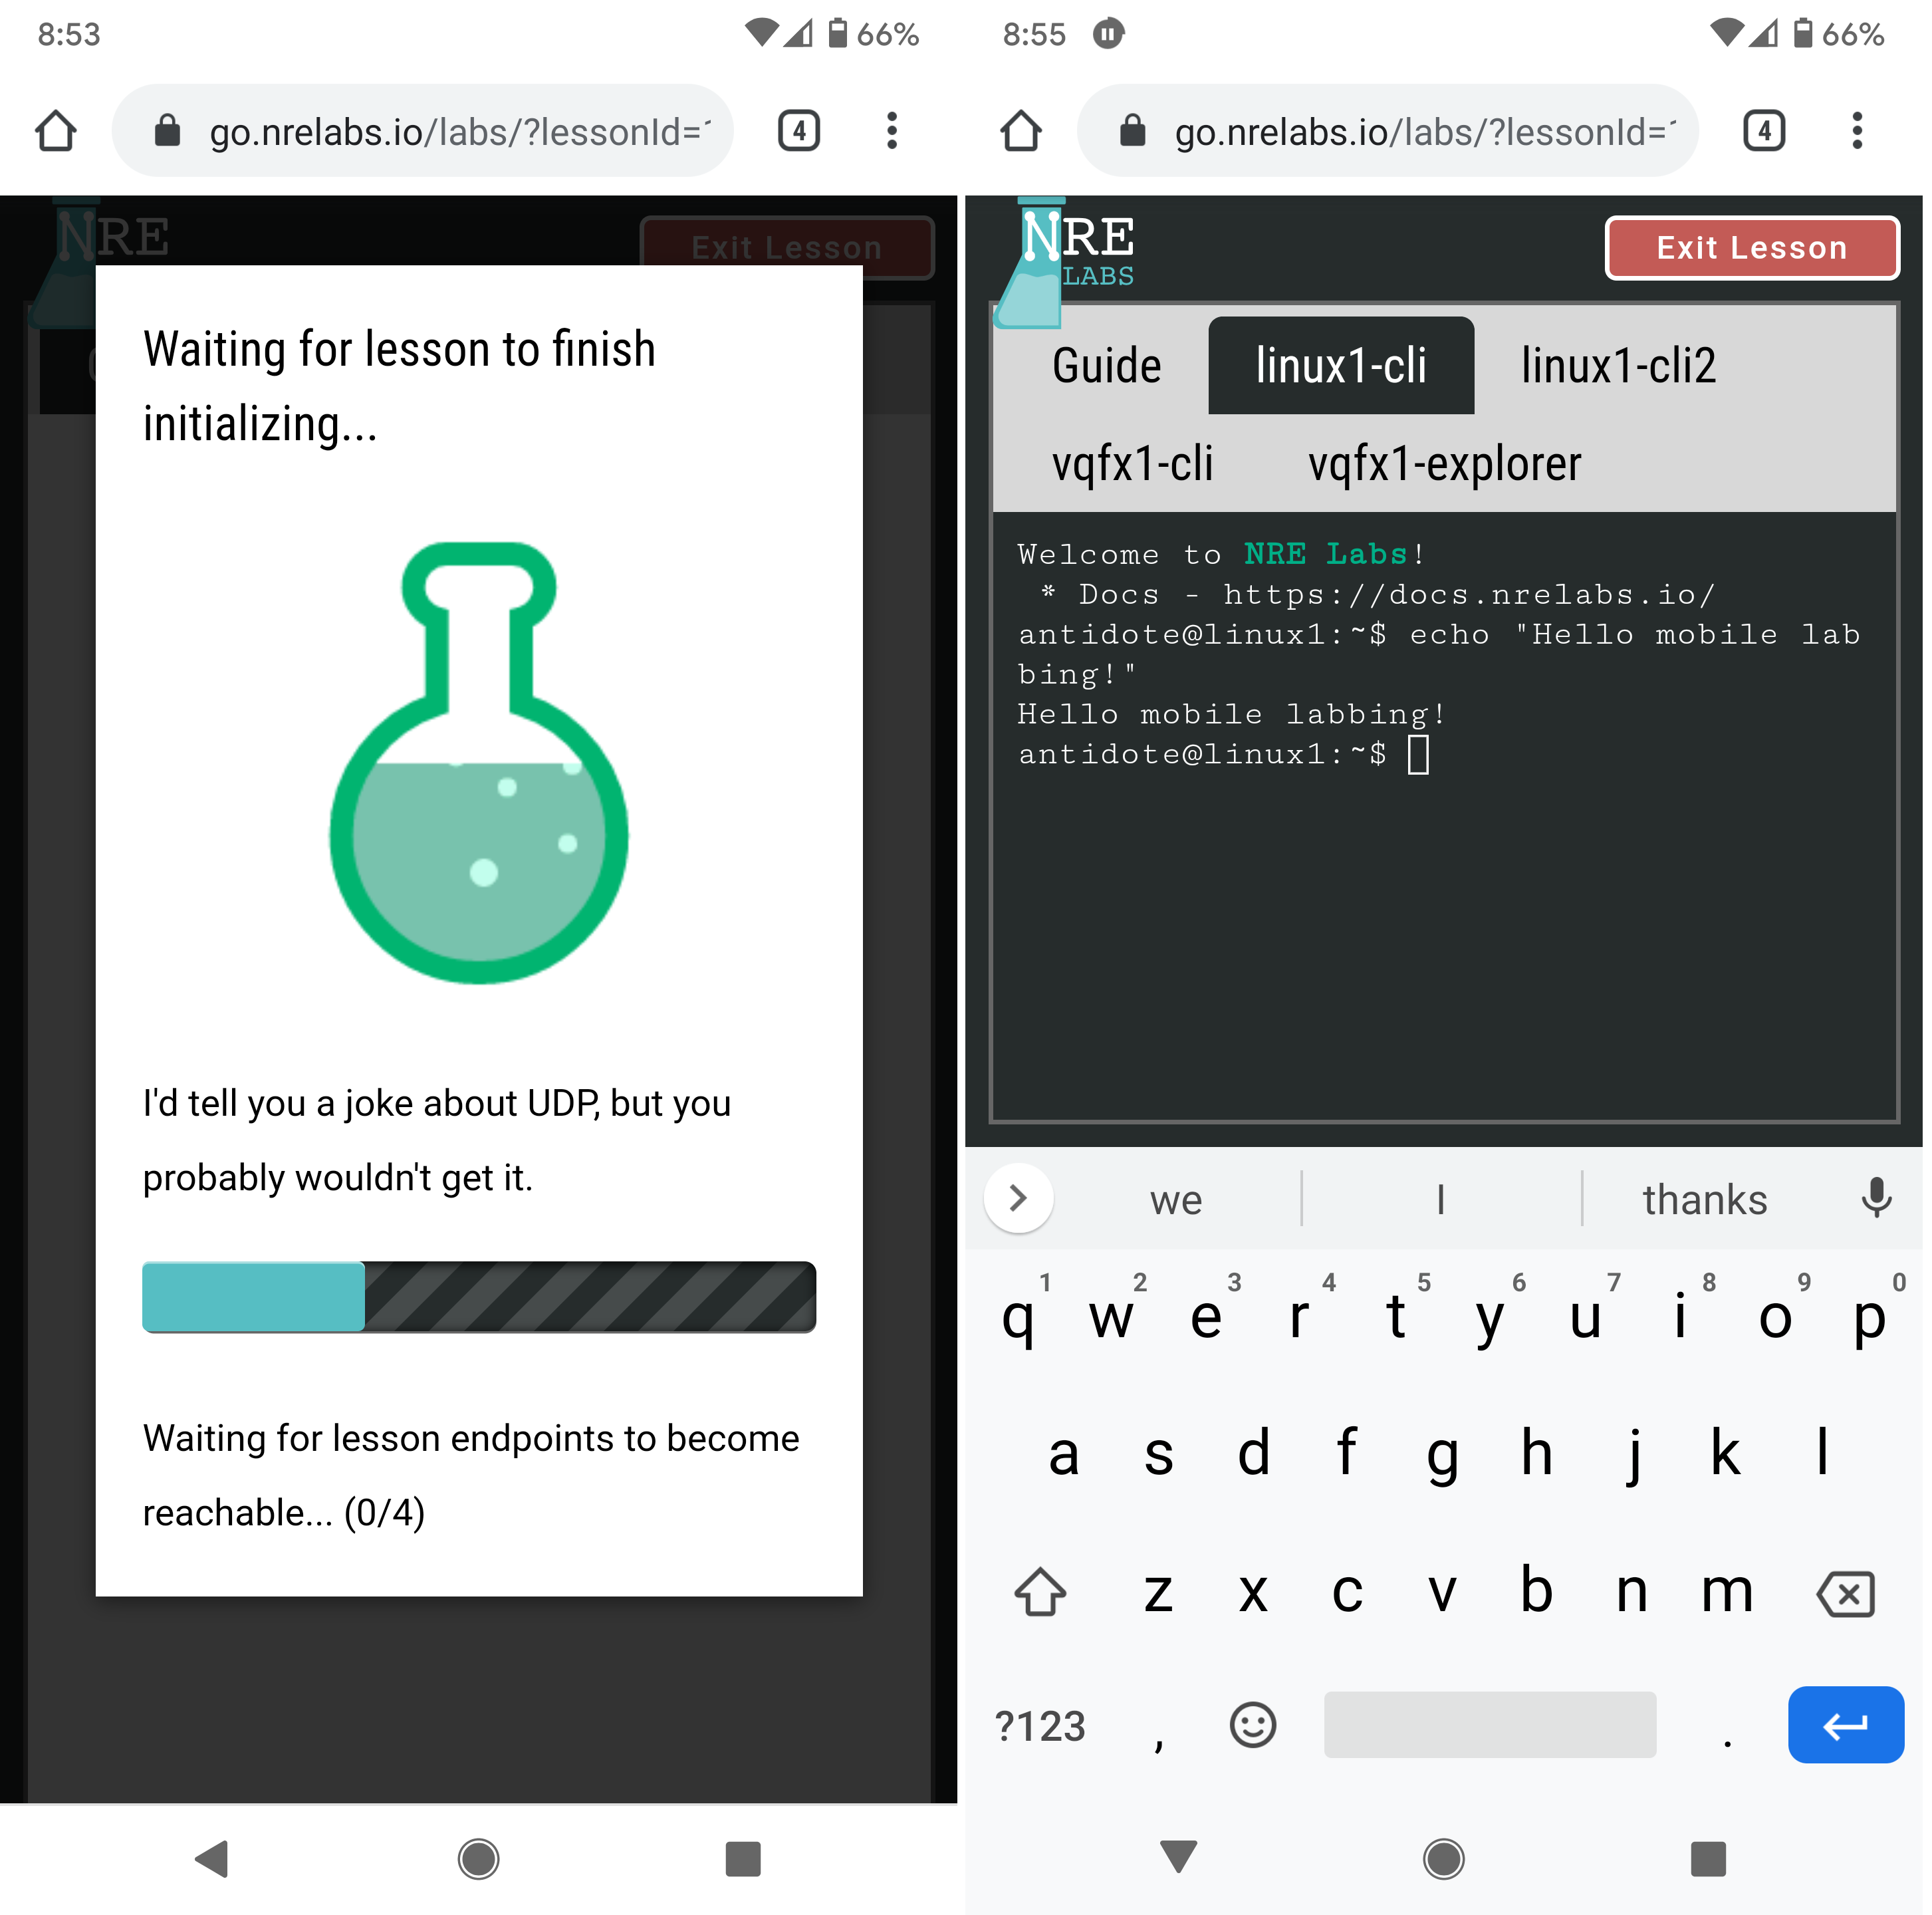 8:53
66%
go.nrelabs.io/labs/?lessonId=
4
NRE
Exit Lesson
Waiting for lesson to finish
initializing...
I'd tell you a joke about UDP, but you
probably wouldn't get it.
Waiting for lesson endpoints to become
reachable... (0/4)
8:55
66%
go.nrelabs.io/labs/?lessonId=
4
NRE
LABS
Exit Lesson
Guide linux1-cli linux1-cli2
vqfx1-cli vqfx1-explorer
Welcome to NRE Labs!
* Docs - https://docs.nrelabs.io/
antidote@linux1:~$ echo "Hello mobile lab
bing!"
Hello mobile labbing!
antidote@linux1:~$
we I thanks
1 2 3 4 5 6 7 8 9 0
q w e r t y u i o p
a s d f g h j k l
z x c v b n m
?123 , .